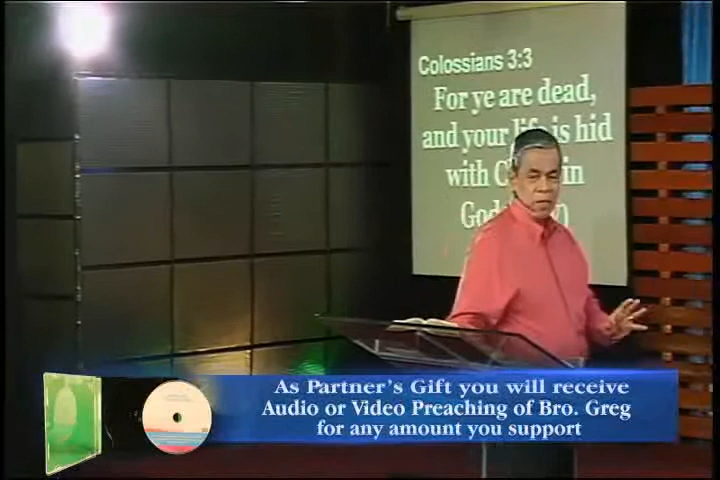 Colossians 3:3
For ye are dead,
and your life is hid
with in
God
As Partner's Gift you will receive
Audio or Video Preaching of Bro. Greg
for any amount you support